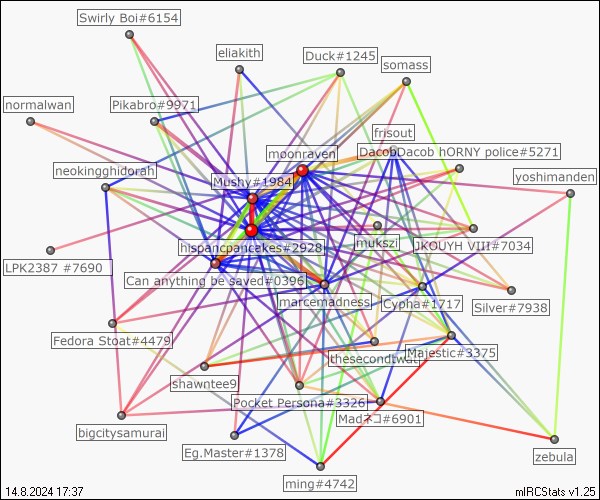 Swirly Boi#6154
eliakith
Duck#1245
somass
normalwan
Pikabro#9971
frisout
moonraven
DacobDacob hORNY police#5271
neokingghidorah
Mushy#1984
yoshimanden
hispancpancakes#2928
mukszi
JKOUYH VIII#7034
LPK2387 #7690
Can anything be saved#0396
marcemadness
Cypha#1717
Silver#7938
Fedora Stoat#4479
thesecondtwat
Majestic#3375
shawntee9
Pocket Persona#3326
Madネコ#6901
bigcitysamurai
Eg.Master#1378
zebula
ming#4742
14.8.2024 17:37
mIRCStats v1.25